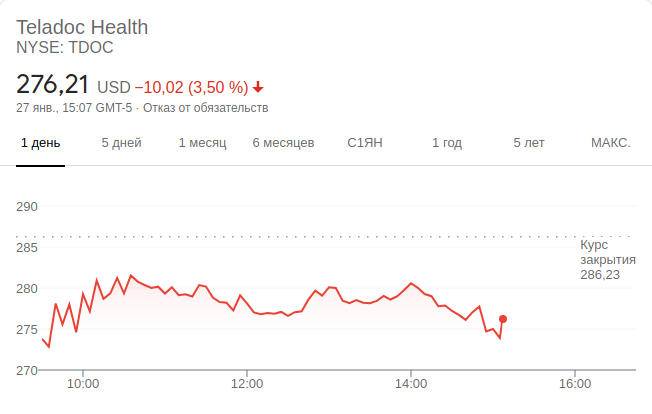 Teladoc Health
NYSE: TDOC
276,21 USD −10,02 (3,50 %)
27 янв., 15:07 GMT-5 · Отказ от обязательств
1 день 5 дней 1 месяц 6 месяцев С1ЯН 1 год 5 лет МАКС.
290
285
280
275
270
Курс
закрытия
286,23
10:00 12:00 14:00 16:00